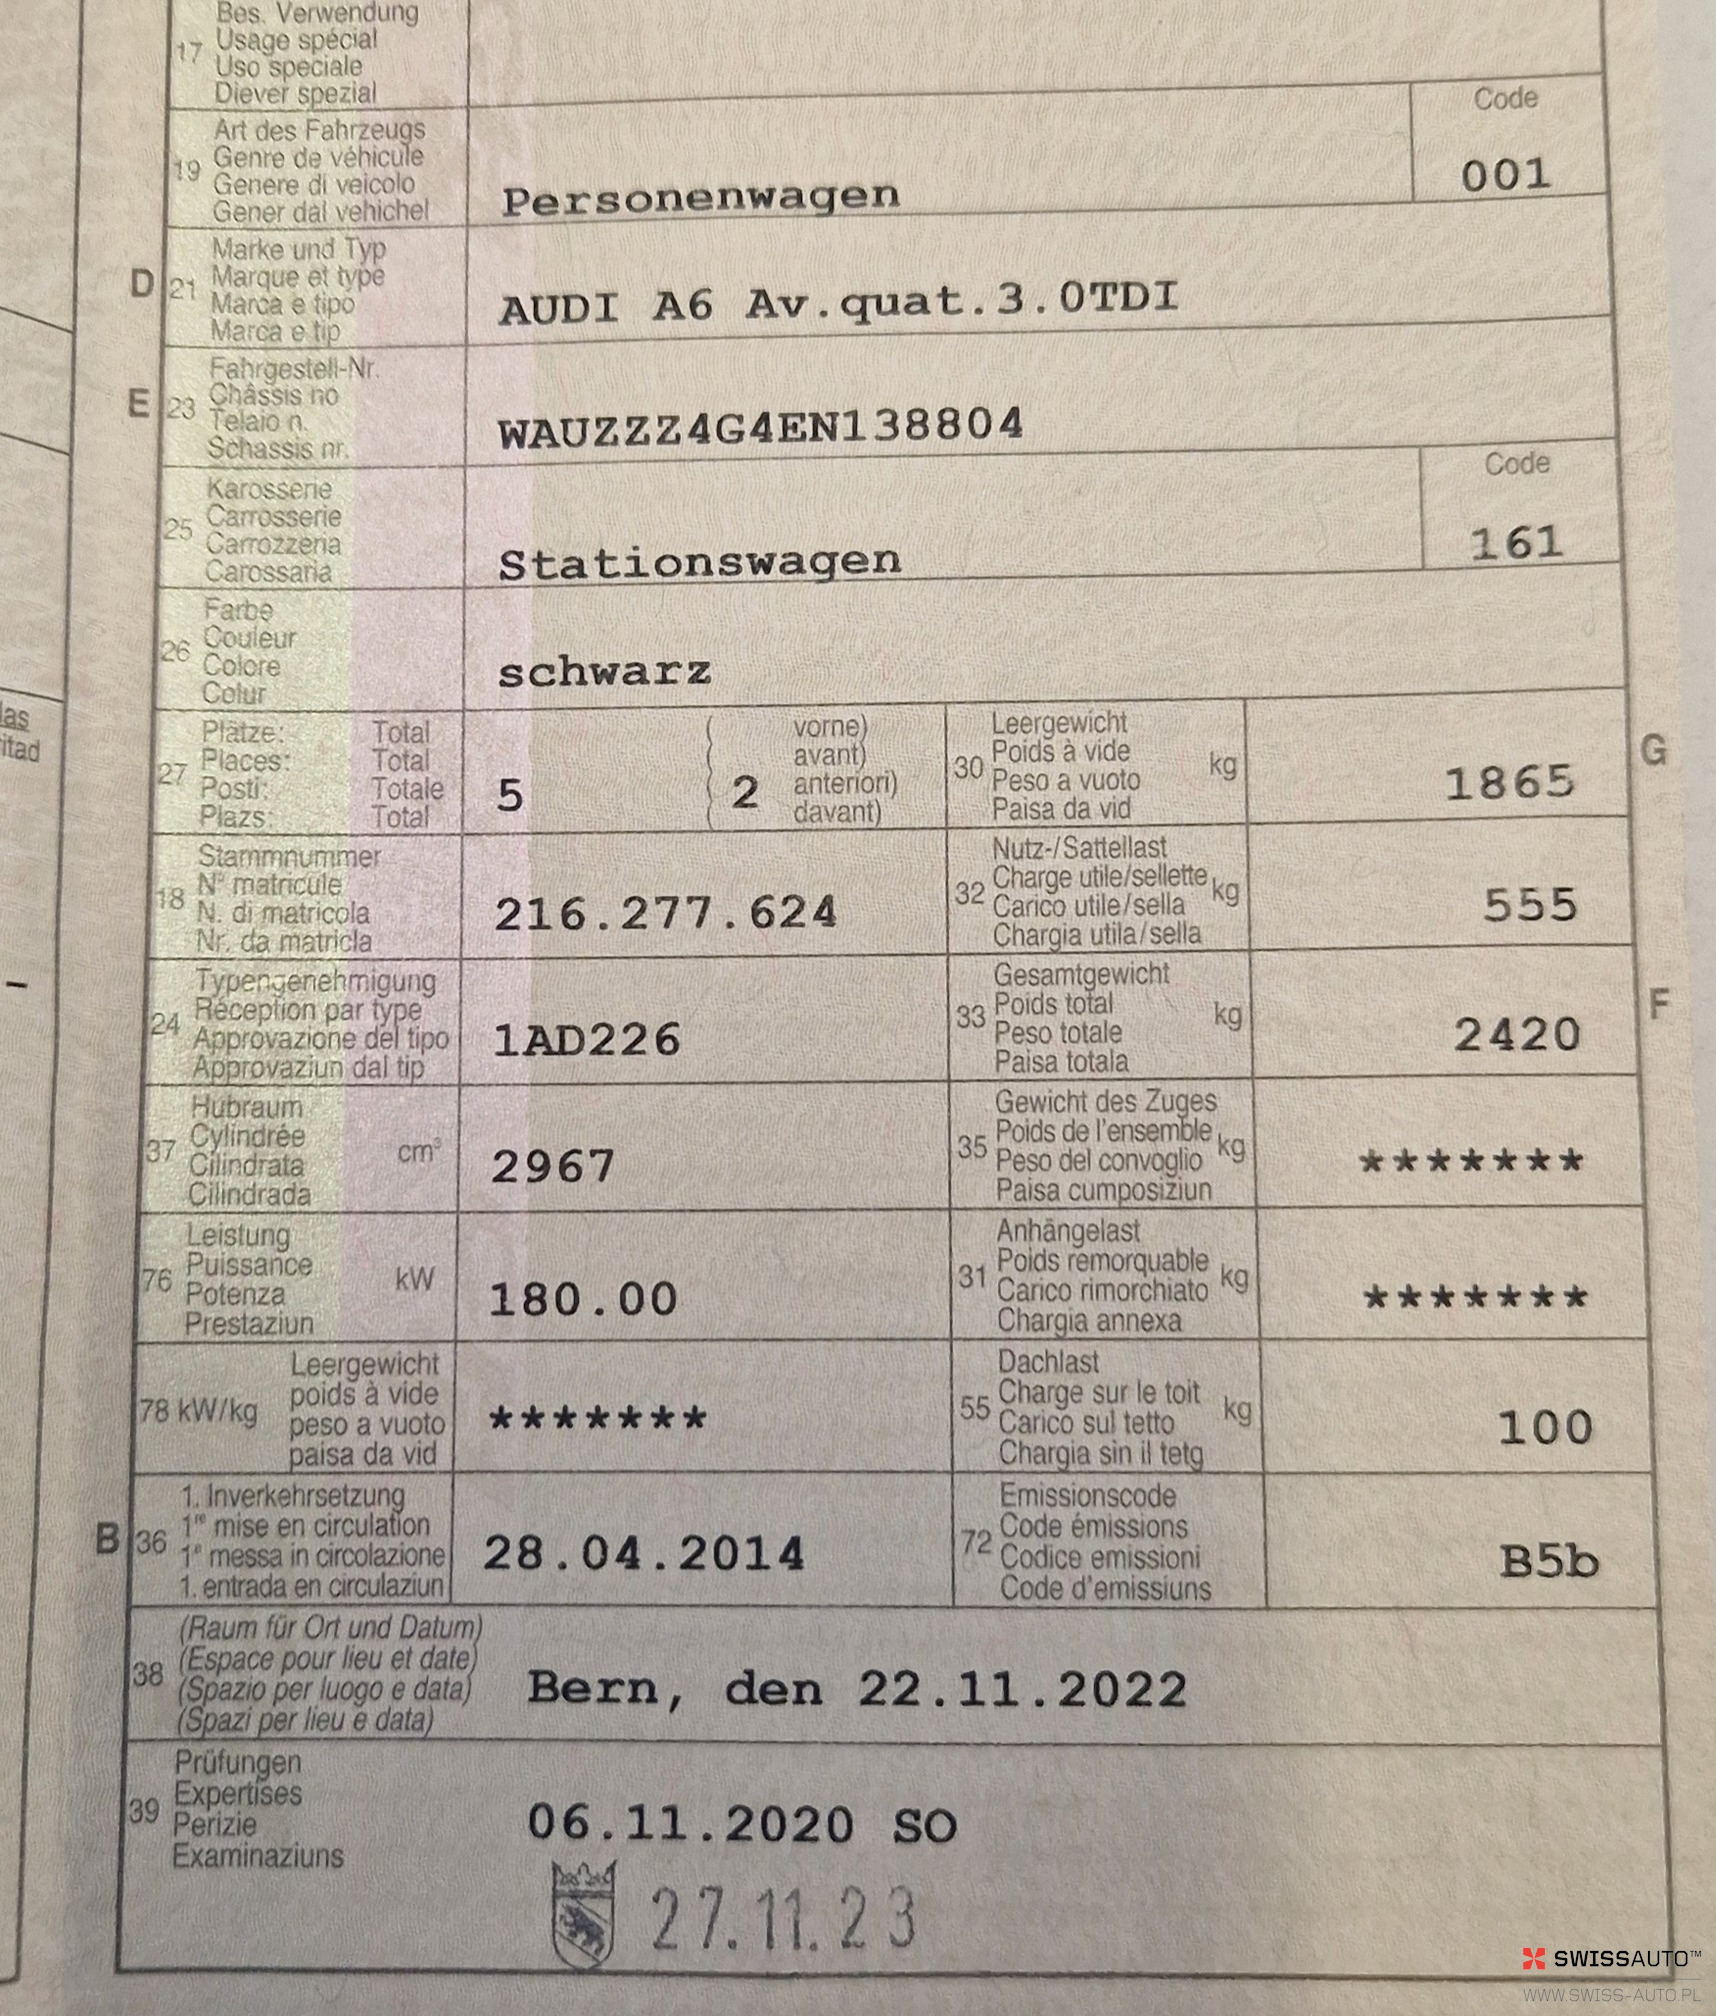 Bes. Verwendung
17 Usage spécial
Uso speciale
Diever spezial
Art des Fahrzeugs
19 Genre de véhicule
Genere di veicolo
Gener dal vehichel
Personenwagen
Code
001
D 21 Marke und Typ
Marque et type
Marca e tipo
Marca e tip
AUDI A6 Av.quat.3.0TDI
E 23 Fahrgestell-Nr.
Châssis no
Telaio n.
Schassis nr.
WAUZZZ4G4EN138804
25 Karosserie
Carrosserie
Carrozzeria
Carossaria
Stationswagen
Code
161
26 Farbe
Couleur
Colore
Colur
schwarz
27 Plätze: Total
Places: Total
Posti: Totale
Plazs: Total
5
( 2 vorne)
avant)
anteriori)
davant)
30 Leergewicht
Poids à vide kg
Peso a vuoto
Paisa da vid
1865
G
18 Stammnummer
N° matricule
N. di matricola
Nr. da matricla
216.277.624
32 Nutz-/Sattellast
Charge utile/sellette kg
Carico utile/sella
Chargia utila/sella
555
24 Typengenehmigung
Réception par type
Approvazione del tipo
Approvaziun dal tip
1AD226
33 Gesamtgewicht
Poids total kg
Peso totale
Paisa totala
2420
F
37 Hubraum
Cylindrée cm³
Cilindrata
Cilindrada
2967
35 Gewicht des Zuges
Poids de l'ensemble kg
Peso del convoglio
Paisa cumposiziun
*******
76 Leistung
Puissance kW
Potenza
Prestaziun
180.00
31 Anhängelast
Poids remorquable kg
Carico rimorchiato
Chargia annexa
*******
78 kW/kg Leergewicht
poids à vide
peso a vuoto
paisa da vid
*******
55 Dachlast
Charge sur le toit kg
Carico sul tetto
Chargia sin il tetg
100
B 36 1. Inverkehrsetzung
1re mise en circulation
1a messa in circolazione
1. entrada en circulaziun
28.04.2014
72 Emissionscode
Code émissions
Codice emissioni
Code d'emissiuns
B5b
38 (Raum für Ort und Datum)
(Espace pour lieu et date)
(Spazio per luogo e data)
(Spazi per lieu e data)
Bern, den 22.11.2022
39 Prüfungen
Expertises
Perizie
Examinaziuns
06.11.2020 SO
27.11.23
las
itad
SWISSAUTO™
WWW.SWISS-AUTO.PL